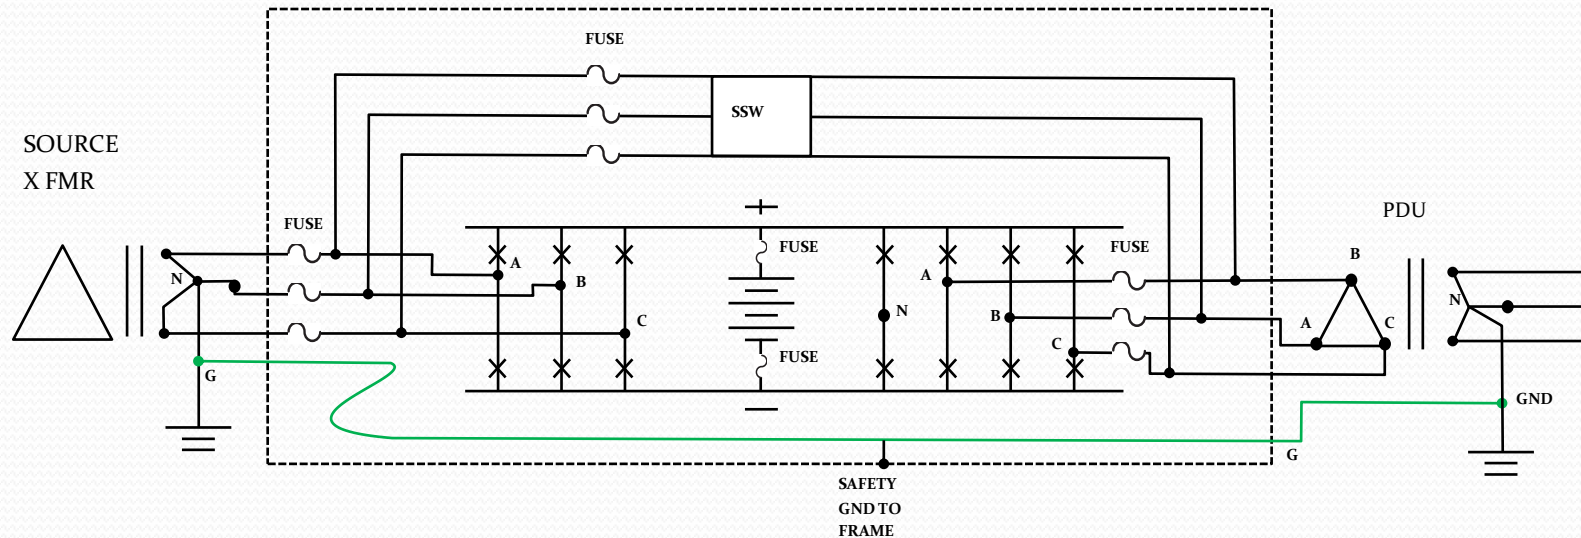 FUSE
SSW
SOURCE
X FMR
PDU
+
FUSE
FUSE
FUSE
B
A
N
A
B
N
N
B
A
C
C
C
FUSE
G
GND
—
G
SAFETY
GND TO
FRAME